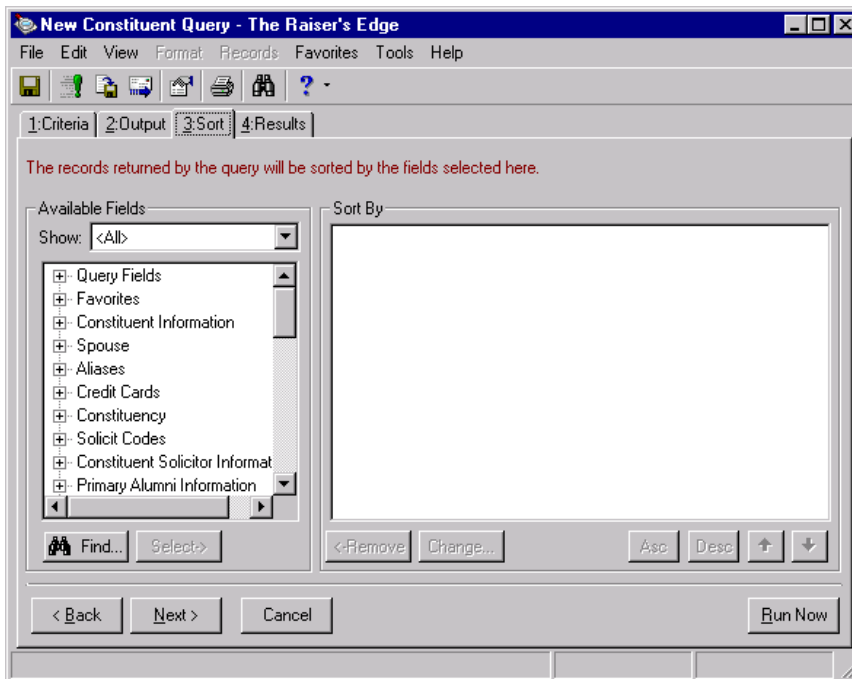 New Constituent Query - The Raiser's Edge
File Edit View Format Records Favorites Tools Help
?
1:Criteria 2:Output 3:Sort 4:Results
The records returned by the query will be sorted by the fields selected here.
Available Fields
Show: <All>
Query Fields
Favorites
Constituent Information
Spouse
Aliases
Credit Cards
Constituency
Solicit Codes
Constituent Solicitor Informat
Primary Alumni Information
Find... Select->
Sort By
<-Remove Change... Asc Desc
< Back Next > Cancel Run Now